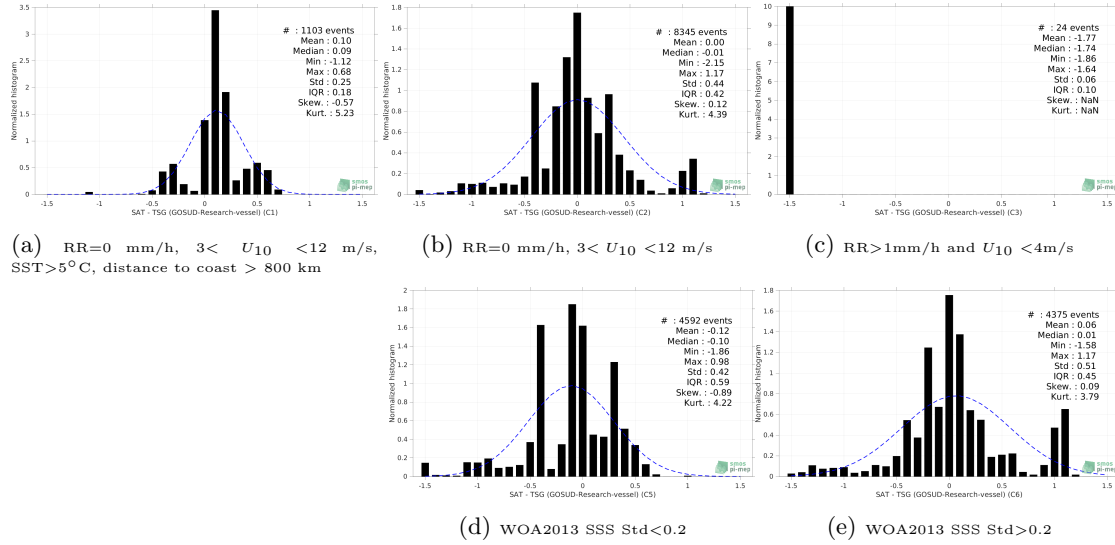 3.5
3
2.5
2
1.5
1
0.5
0
Normalized histogram
# : 1103 events
Mean : 0.10
Median : 0.09
Min : -1.12
Max : 0.68
Std : 0.25
IQR : 0.18
Skew. : -0.57
Kurt. : 5.23
smos
pi-mep
-1.5 -1 -0.5 0 0.5 1 1.5
SAT - TSG (GOSUD-Research-vessel) (C1)
(a) RR=0 mm/h, 3< U10 <12 m/s,
SST>5°C, distance to coast > 800 km
1.8
1.6
1.4
1.2
1
0.8
0.6
0.4
0.2
0
Normalized histogram
# : 8345 events
Mean : 0.00
Median : -0.01
Min : -2.15
Max : 1.17
Std : 0.44
IQR : 0.42
Skew. : 0.12
Kurt. : 4.39
smos
pi-mep
-1.5 -1 -0.5 0 0.5 1 1.5
SAT - TSG (GOSUD-Research-vessel) (C2)
(b) RR=0 mm/h, 3< U10 <12 m/s
10
9
8
7
6
5
4
3
2
1
0
Normalized histogram
# : 24 events
Mean : -1.77
Median : -1.74
Min : -1.86
Max : -1.64
Std : 0.06
IQR : 0.10
Skew. : NaN
Kurt. : NaN
smos
pi-mep
-1.5 -1 -0.5 0 0.5 1 1.5
SAT - TSG (GOSUD-Research-vessel) (C3)
(c) RR>1mm/h and U10 <4m/s
2
1.8
1.6
1.4
1.2
1
0.8
0.6
0.4
0.2
0
Normalized histogram
# : 4592 events
Mean : -0.12
Median : -0.10
Min : -1.86
Max : 0.98
Std : 0.42
IQR : 0.59
Skew. : -0.89
Kurt. : 4.22
smos
pi-mep
-1.5 -1 -0.5 0 0.5 1 1.5
SAT - TSG (GOSUD-Research-vessel) (C5)
(d) WOA2013 SSS Std<0.2
1.8
1.6
1.4
1.2
1
0.8
0.6
0.4
0.2
0
Normalized histogram
# : 4375 events
Mean : 0.06
Median : 0.01
Min : -1.58
Max : 1.17
Std : 0.51
IQR : 0.45
Skew. : 0.09
Kurt. : 3.79
smos
pi-mep
-1.5 -1 -0.5 0 0.5 1 1.5
SAT - TSG (GOSUD-Research-vessel) (C6)
(e) WOA2013 SSS Std>0.2